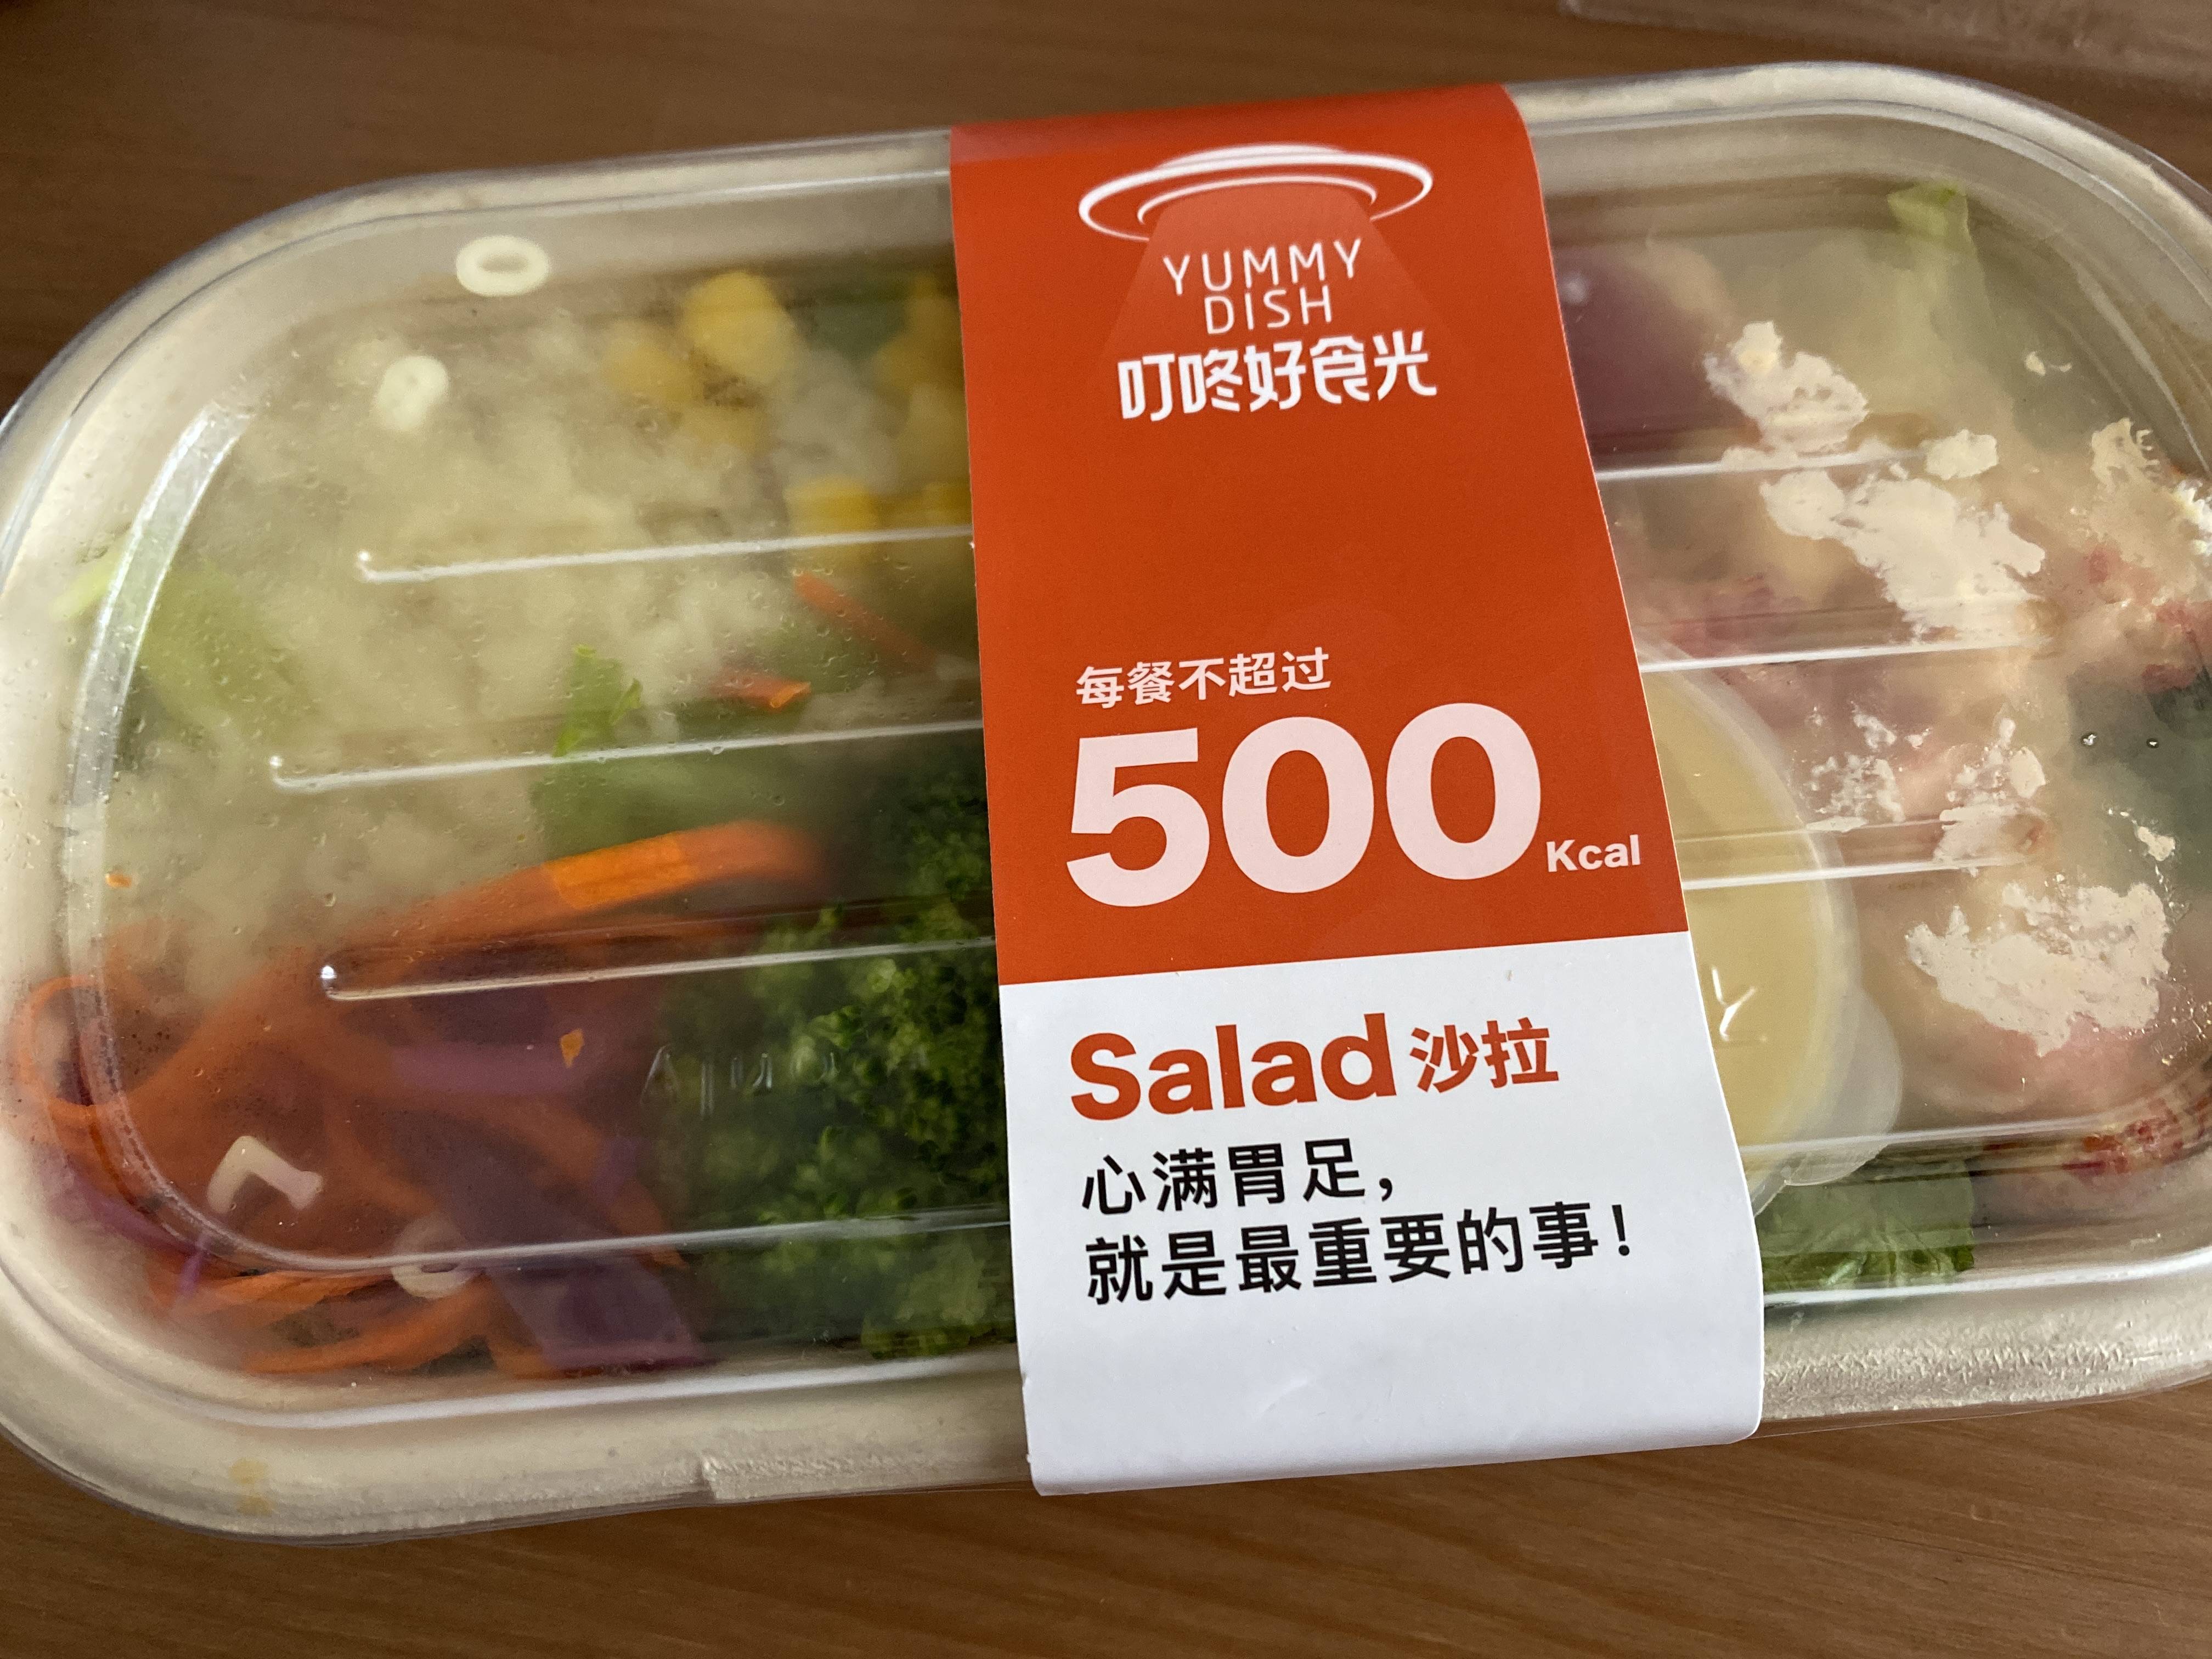 YUMMY
DISH
叮咚好食光
每餐不超过
500 Kcal
Salad 沙拉
心满胃足，
就是最重要的事！